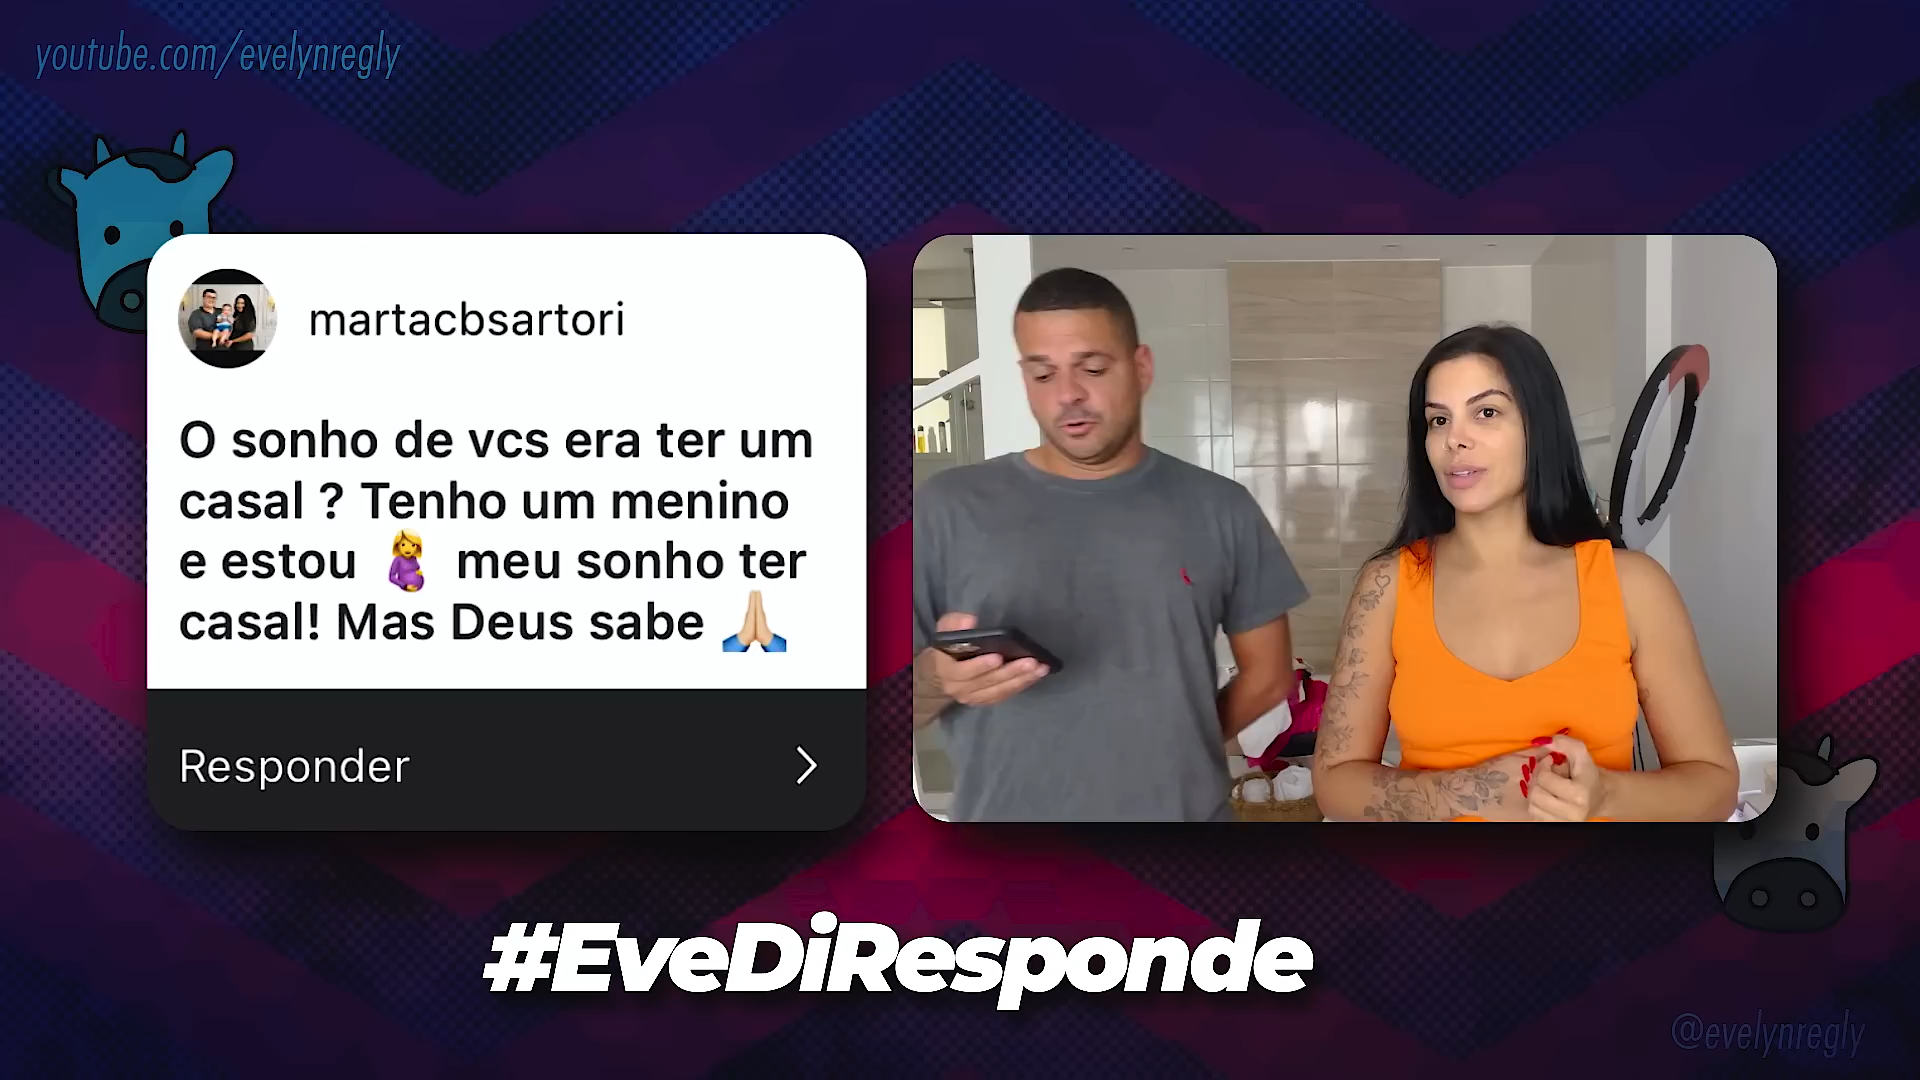 youtube.com/evelynregly
martacbsartori
O sonho de vcs era ter um
casal ? Tenho um menino
e estou 🤰 meu sonho ter
casal! Mas Deus sabe 🙏🏼
Responder
#EveDiResponde
@evelynregly